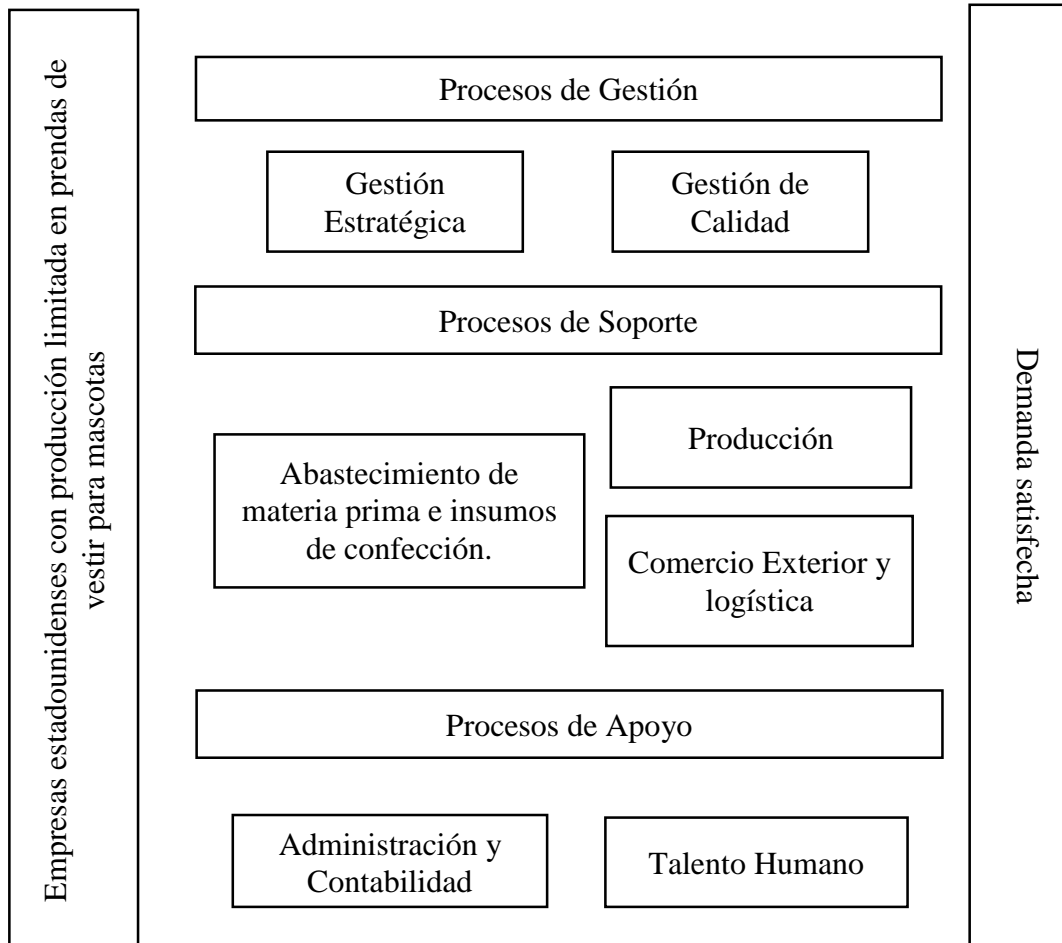 Empresas estadounidenses con producción limitada en prendas de
vestir para mascotas
Procesos de Gestión
Gestión
Estratégica
Gestión de
Calidad
Procesos de Soporte
Abastecimiento de
materia prima e insumos
de confección.
Producción
Comercio Exterior y
logística
Procesos de Apoyo
Administración y
Contabilidad
Talento Humano
Demanda satisfecha